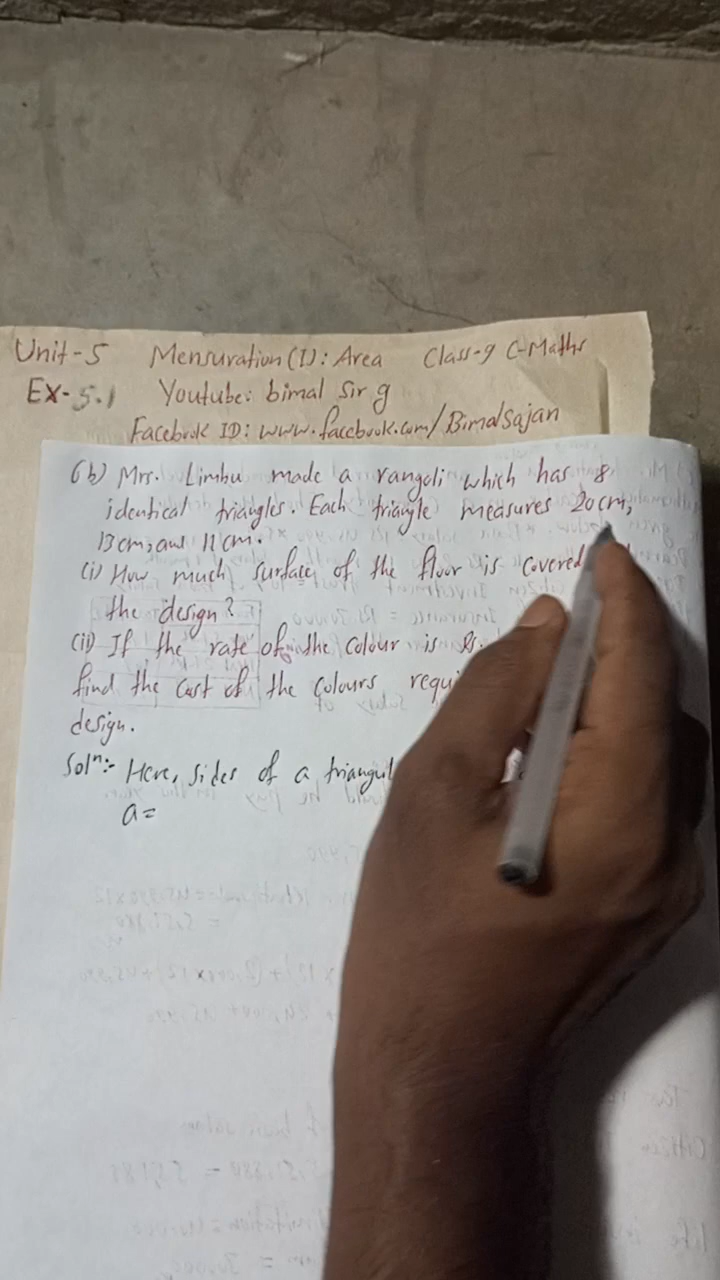 Unit-5 Mensuration (I): Area Class-9 C-Maths
Ex-5.1 Youtube: bimal Sir g
Facebook ID: www.facebook.com/BimalSajan
6b) Mrs. Limbu made a rangoli which has 8
identical triangles. Each triangle measures 20cm,
13cm, and 11cm.
(i) How much surface of the floor is covered
the design?
(ii) If the rate of the colour is Rs.
find the cost of the colours
design.
Solⁿ:- Here, sides of a
a=